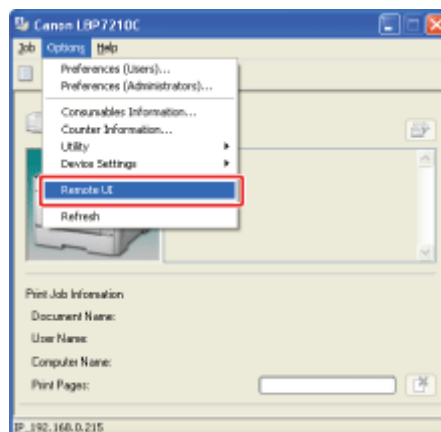 Canon LBP7210C
Job Options Help
Preferences (Users)...
Preferences (Administrators)...
Consumables Information...
Counter Information...
Utility
Device Settings
Remote UI
Refresh
Print Job Information
Document Name:
User Name:
Computer Name:
Print Pages:
IP_192.168.0.215